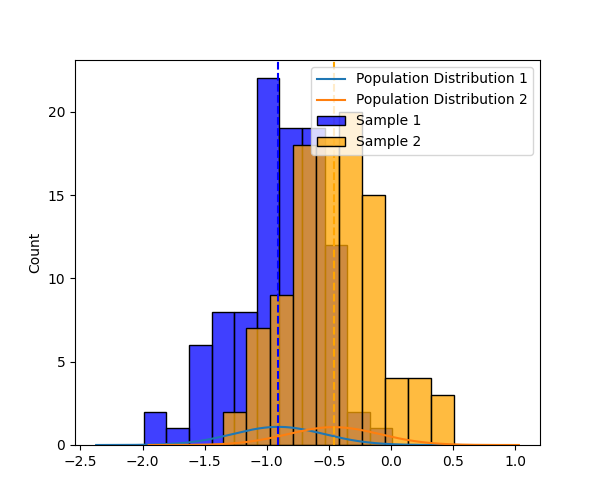 Population Distribution 1
Population Distribution 2
Sample 1
Sample 2
20
15
10
5
0
Count
−2.5 −2.0 −1.5 −1.0 −0.5 0.0 0.5 1.0